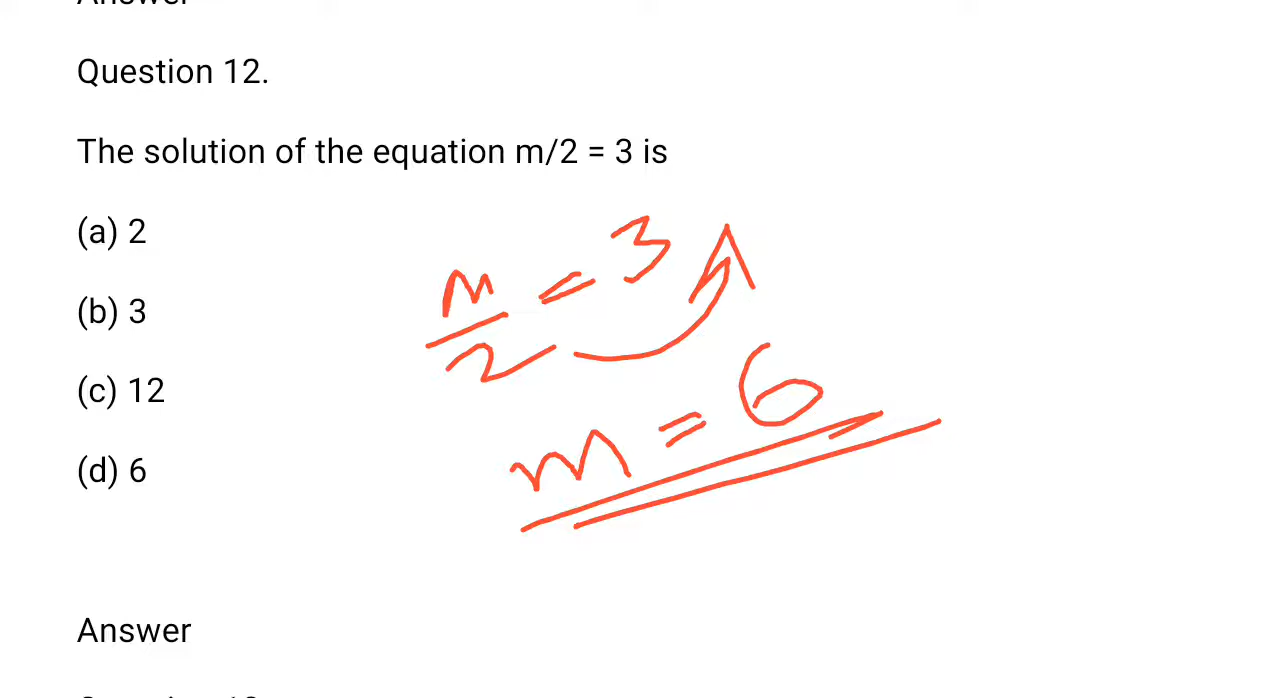 Question 12.
The solution of the equation m/2 = 3 is
(a) 2
m/2 = 3
(b) 3
(c) 12
m = 6
(d) 6
Answer